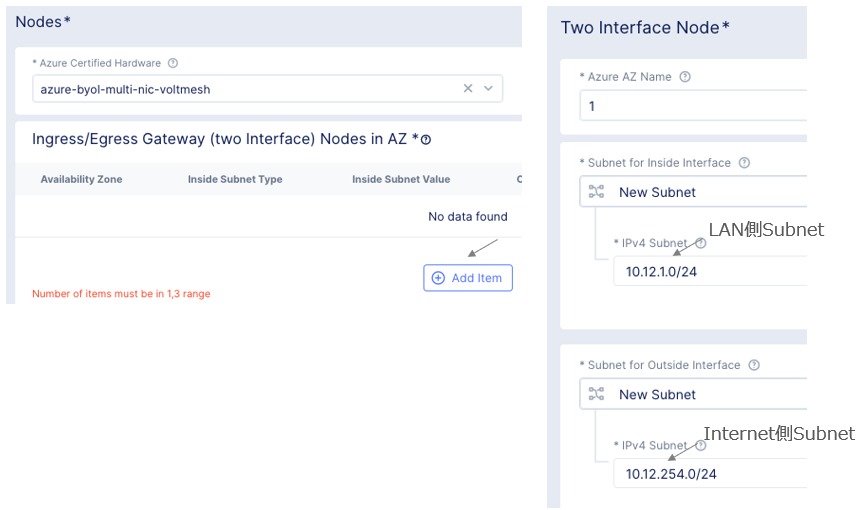 Nodes*
* Azure Certified Hardware
azure-byol-multi-nic-voltmesh
Ingress/Egress Gateway (two Interface) Nodes in AZ *
Availability Zone Inside Subnet Type Inside Subnet Value
No data found
Add Item
Number of items must be in 1,3 range
Two Interface Node*
* Azure AZ Name
1
* Subnet for Inside Interface
New Subnet
LAN側Subnet
* IPv4 Subnet
10.12.1.0/24
* Subnet for Outside Interface
New Subnet
Internet側Subnet
* IPv4 Subnet
10.12.254.0/24